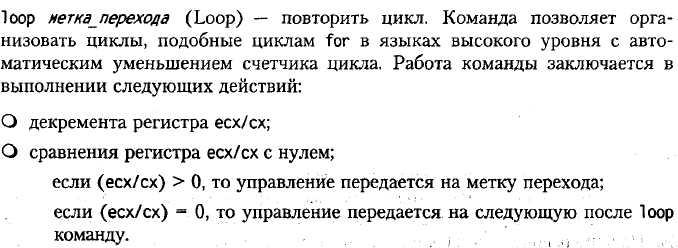 loop метка_перехода (Loop) — повторить цикл. Команда позволяет орга-
низовать циклы, подобные циклам for в языках высокого уровня с авто-
матическим уменьшением счетчика цикла. Работа команды заключается в
выполнении следующих действий:
○ декремента регистра ecx/cx;
○ сравнения регистра ecx/cx с нулем;
если (ecx/cx) > 0, то управление передается на метку перехода;
если (ecx/cx) = 0, то управление передается на следующую после loop
команду.